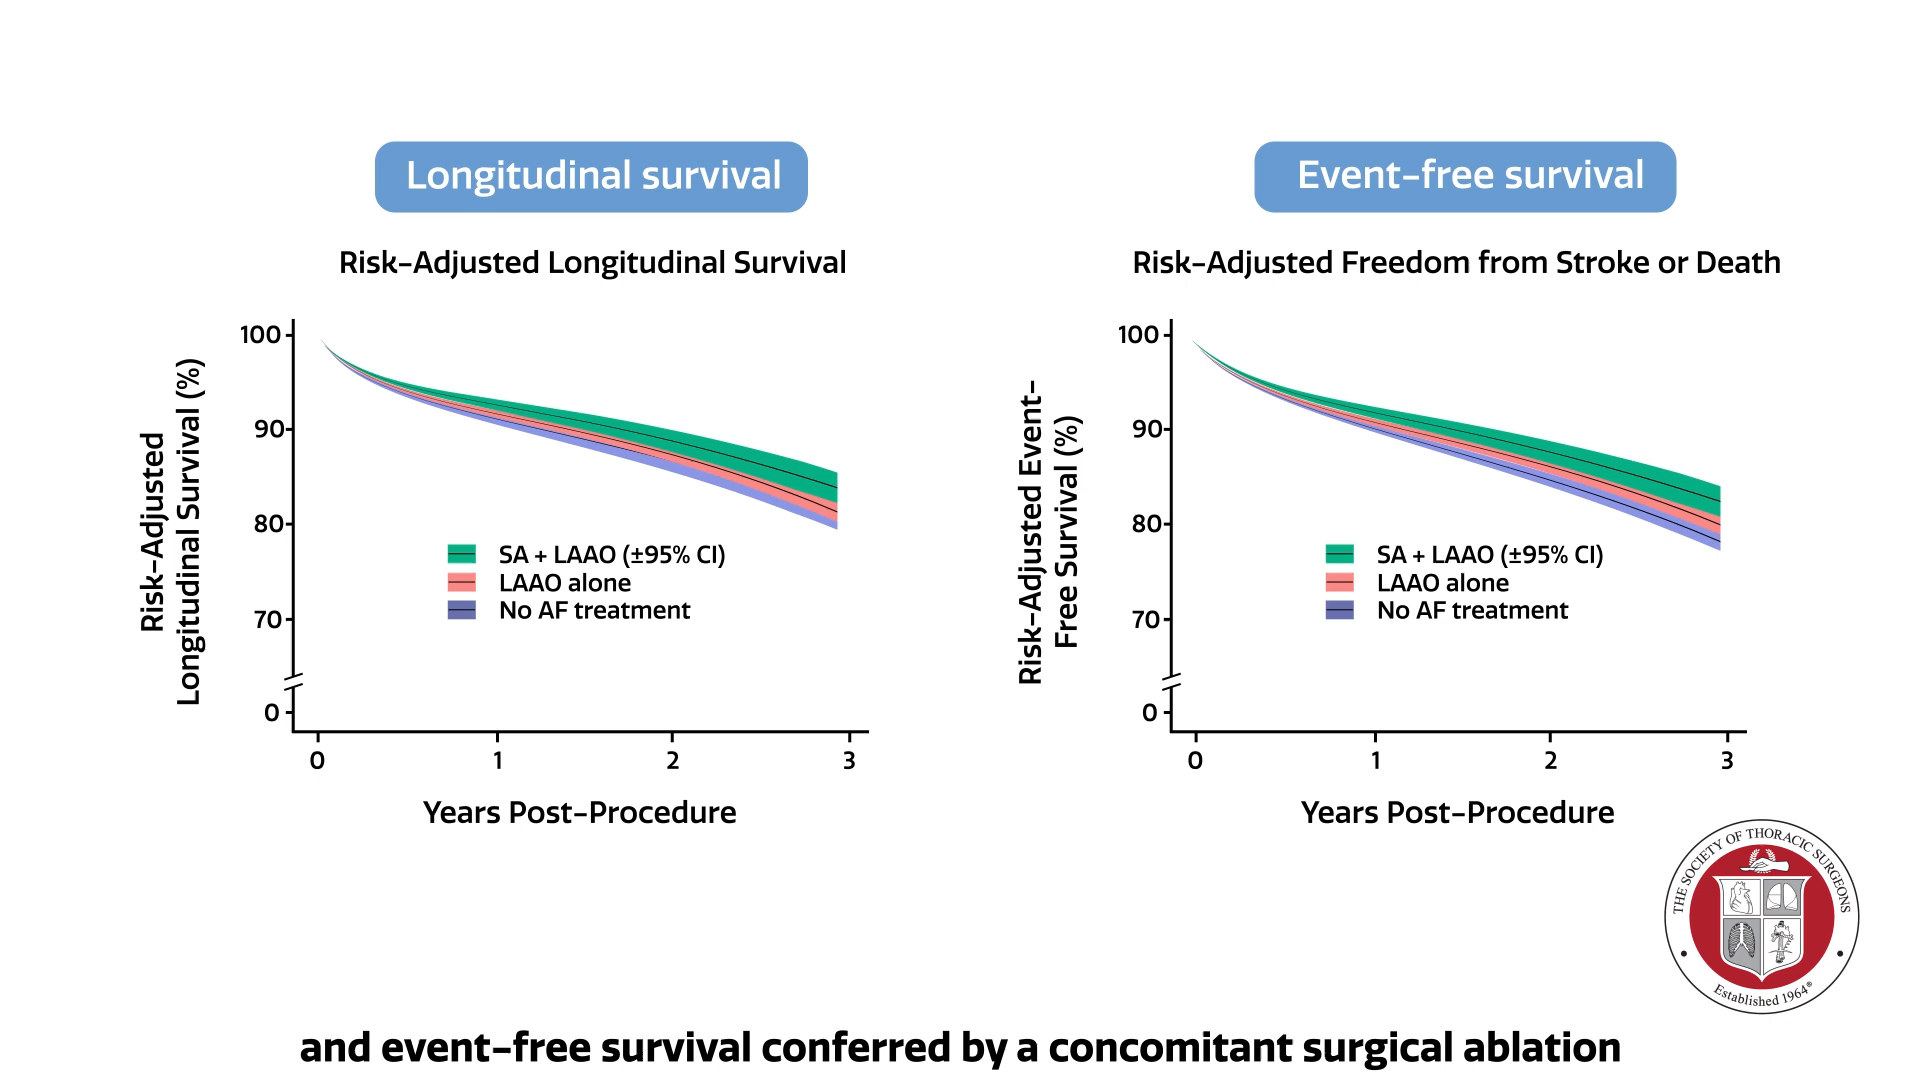 Longitudinal survival
Risk-Adjusted Longitudinal Survival
Risk-Adjusted
Longitudinal Survival (%)
100
90
80
70
0
SA + LAAO (±95% CI)
LAAO alone
No AF treatment
0 1 2 3
Years Post-Procedure
Event-free survival
Risk-Adjusted Freedom from Stroke or Death
Risk-Adjusted Event-
Free Survival (%)
100
90
80
70
0
SA + LAAO (±95% CI)
LAAO alone
No AF treatment
0 1 2 3
Years Post-Procedure
THE SOCIETY OF THORACIC SURGEONS
Established 1964®
and event-free survival conferred by a concomitant surgical ablation